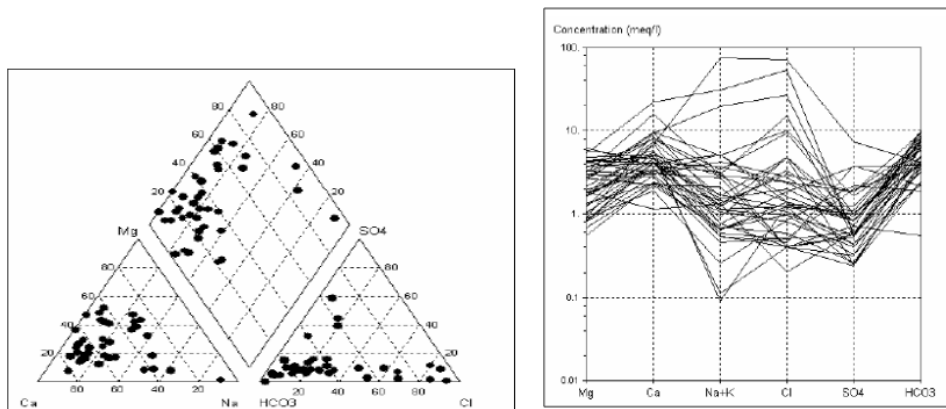 80 80
60 60
40 40
20 20
Mg SO4
80 80
60 60
40 40
20 20
80 60 40 20 20 40 60 80
Ca Na HCO3 Cl
Concentration (meq/l)
100.
10.
1.
0.1
0.01
Mg Ca Na+K Cl SO4 HCO3